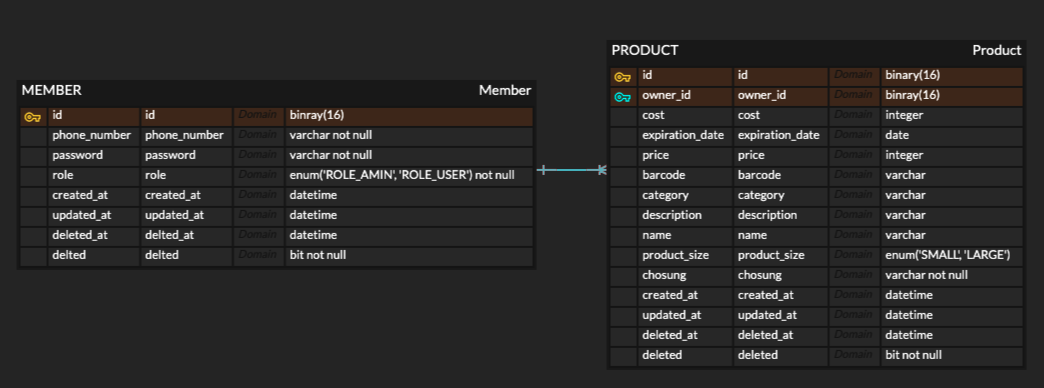 MEMBER Member
id id Domain binray(16)
phone_number phone_number Domain varchar not null
password password Domain varchar not null
role role Domain enum('ROLE_AMIN', 'ROLE_USER') not null
created_at created_at Domain datetime
updated_at updated_at Domain datetime
deleted_at delted_at Domain datetime
delted delted Domain bit not null
PRODUCT Product
id id Domain binary(16)
owner_id owner_id Domain binray(16)
cost cost Domain integer
expiration_date expiration_date Domain date
price price Domain integer
barcode barcode Domain varchar
category category Domain varchar
description description Domain varchar
name name Domain varchar
product_size product_size Domain enum('SMALL', 'LARGE')
chosung chosung Domain varchar not null
created_at created_at Domain datetime
updated_at updated_at Domain datetime
deleted_at deleted_at Domain datetime
deleted deleted Domain bit not null